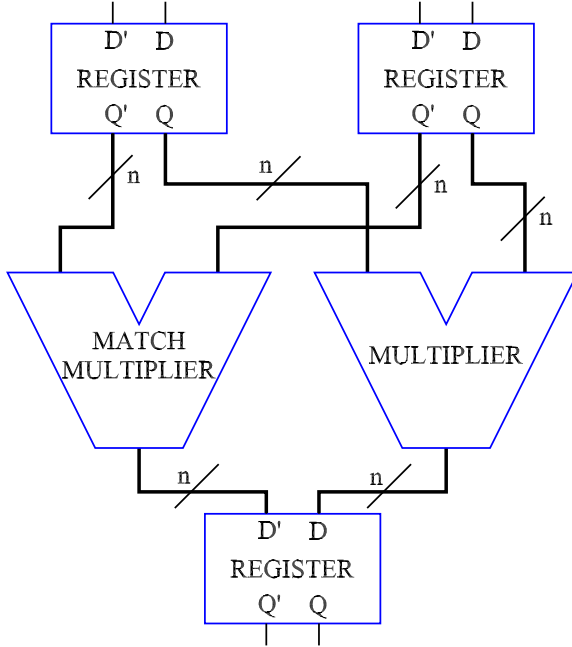 D' D D' D
REGISTER REGISTER
Q' Q Q' Q
n n n n
MATCH
MULTIPLIER
MULTIPLIER
n n
D' D
REGISTER
Q' Q